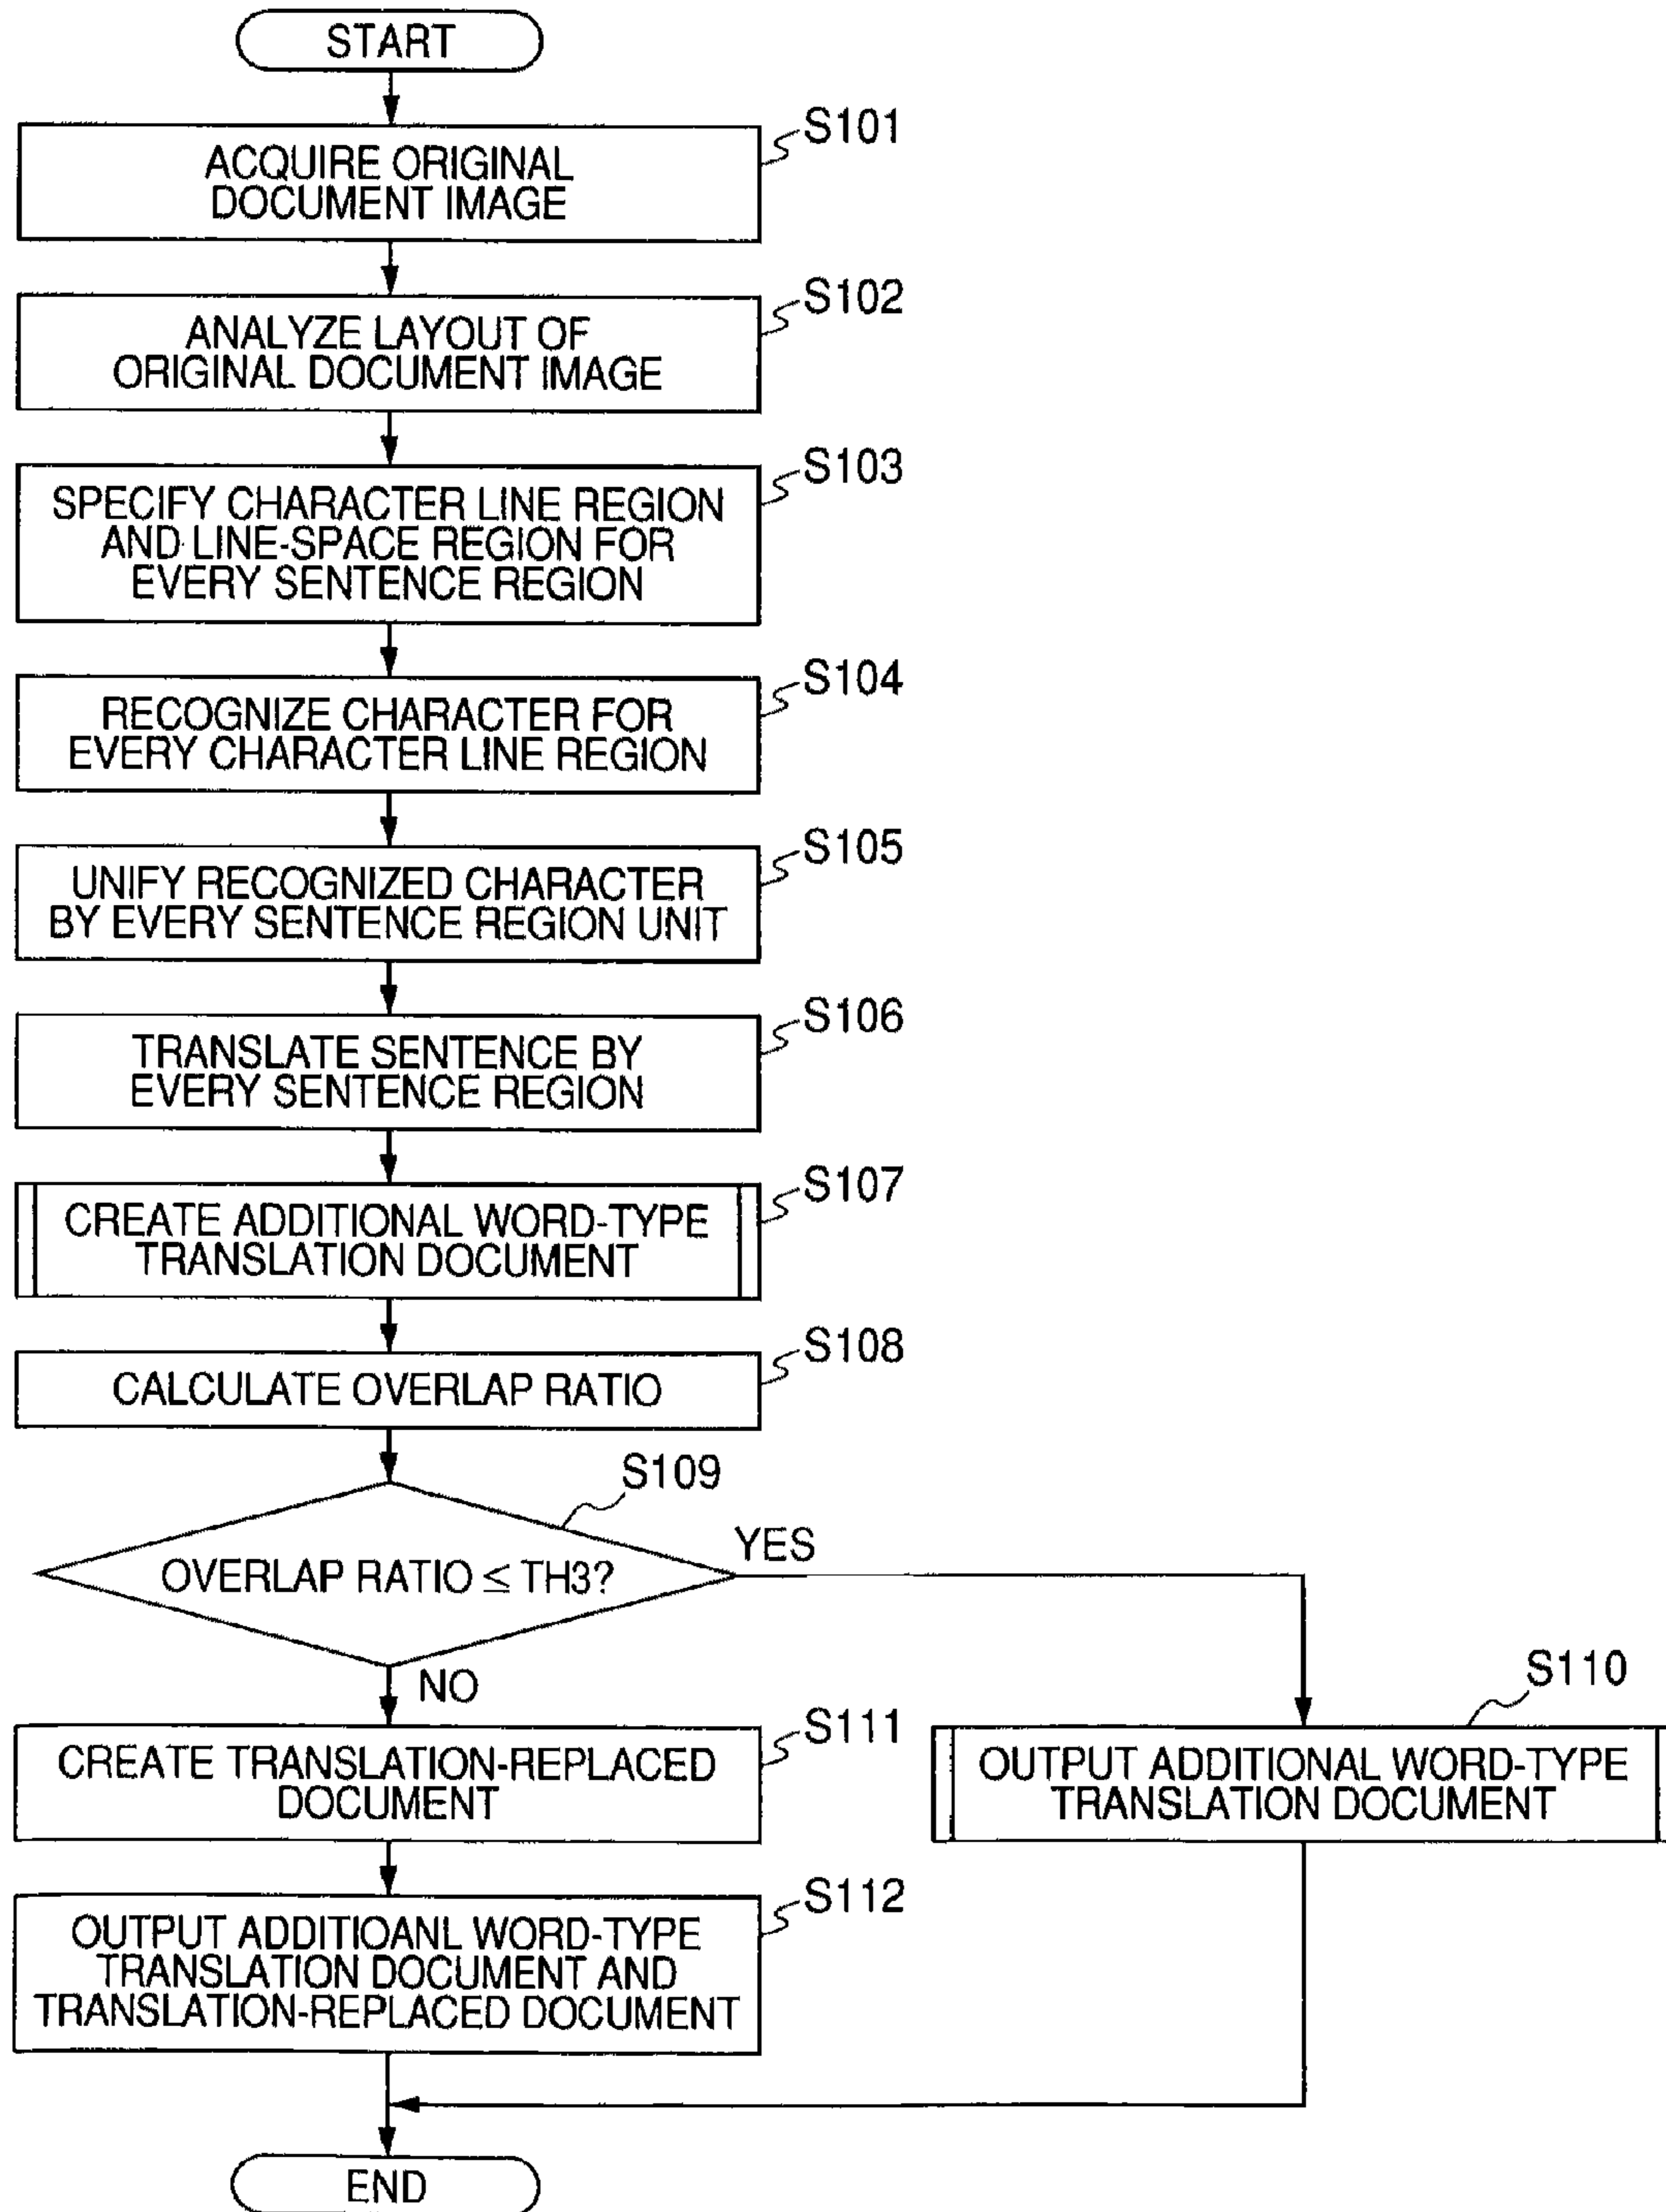 START
S101
ACQUIRE ORIGINAL
DOCUMENT IMAGE
S102
ANALYZE LAYOUT OF
ORIGINAL DOCUMENT IMAGE
S103
SPECIFY CHARACTER LINE REGION
AND LINE-SPACE REGION FOR
EVERY SENTENCE REGION
S104
RECOGNIZE CHARACTER FOR
EVERY CHARACTER LINE REGION
S105
UNIFY RECOGNIZED CHARACTER
BY EVERY SENTENCE REGION UNIT
S106
TRANSLATE SENTENCE BY
EVERY SENTENCE REGION
S107
CREATE ADDITIONAL WORD-TYPE
TRANSLATION DOCUMENT
S108
CALCULATE OVERLAP RATIO
S109
OVERLAP RATIO ≤ TH3?
YES
NO
S110
OUTPUT ADDITIONAL WORD-TYPE
TRANSLATION DOCUMENT
S111
CREATE TRANSLATION-REPLACED
DOCUMENT
S112
OUTPUT ADDITIOANL WORD-TYPE
TRANSLATION DOCUMENT AND
TRANSLATION-REPLACED DOCUMENT
END